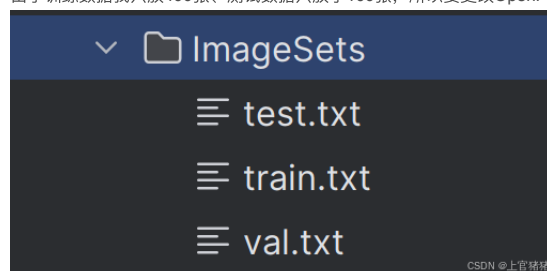 ImageSets
test.txt
train.txt
val.txt
CSDN @上官猪猪